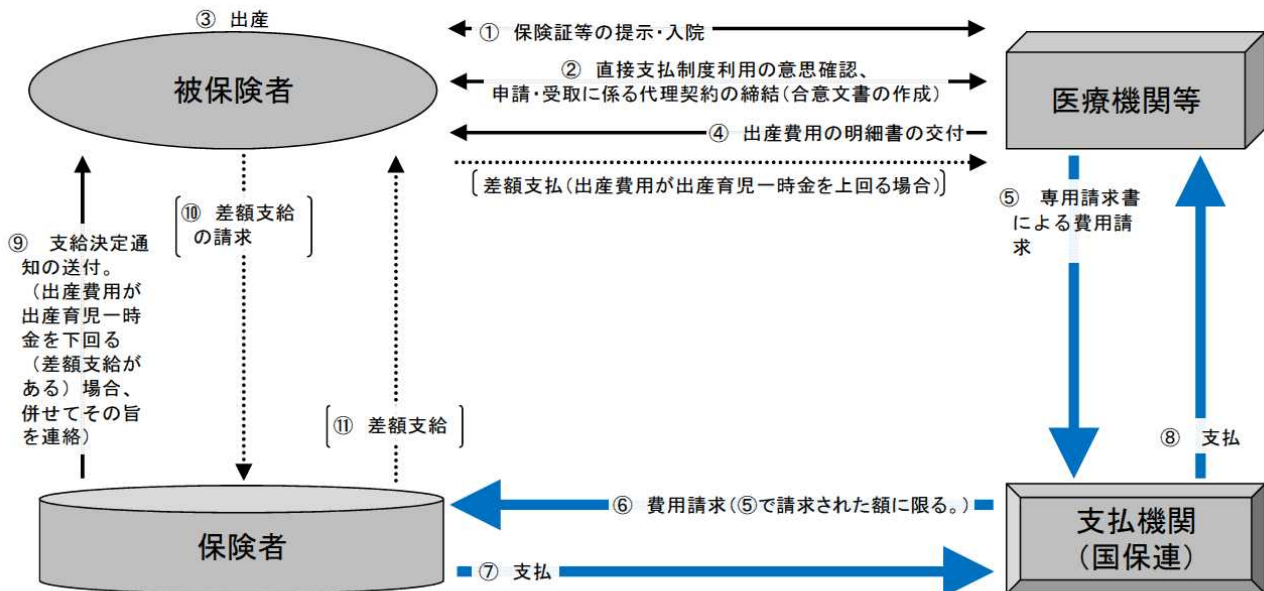 ③ 出産
① 保険証等の提示・入院
被保険者
② 直接支払制度利用の意思確認、
申請・受取に係る代理契約の締結(合意文書の作成)
医療機関等
④ 出産費用の明細書の交付
差額支払(出産費用が出産育児一時金を上回る場合)
⑤ 専用請求書
による費用請
求
⑩ 差額支給
の請求
⑨ 支給決定通
知の送付。
(出産費用が
出産育児一時
金を下回る
(差額支給が
ある)場合、
併せてその旨
を連絡)
⑪ 差額支給
⑧ 支払
⑥ 費用請求(⑤で請求された額に限る。)
保険者
支払機関
(国保連)
⑦ 支払